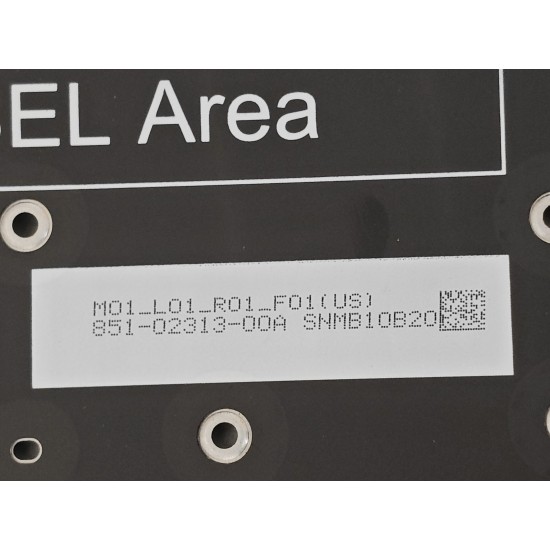 EL Area
M01_L01_R01_F01(US)
851-02313-00A SNMB10B20